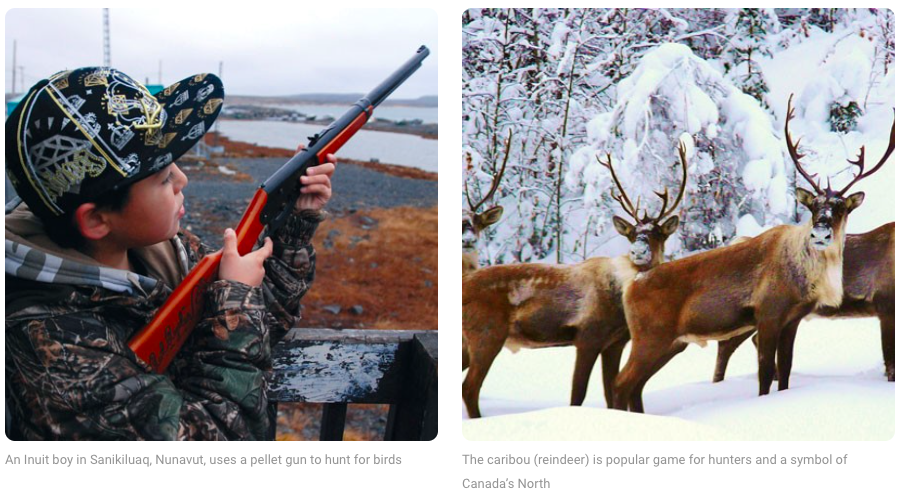 An Inuit boy in Sanikiluaq, Nunavut, uses a pellet gun to hunt for birds
The caribou (reindeer) is popular game for hunters and a symbol of
Canada's North